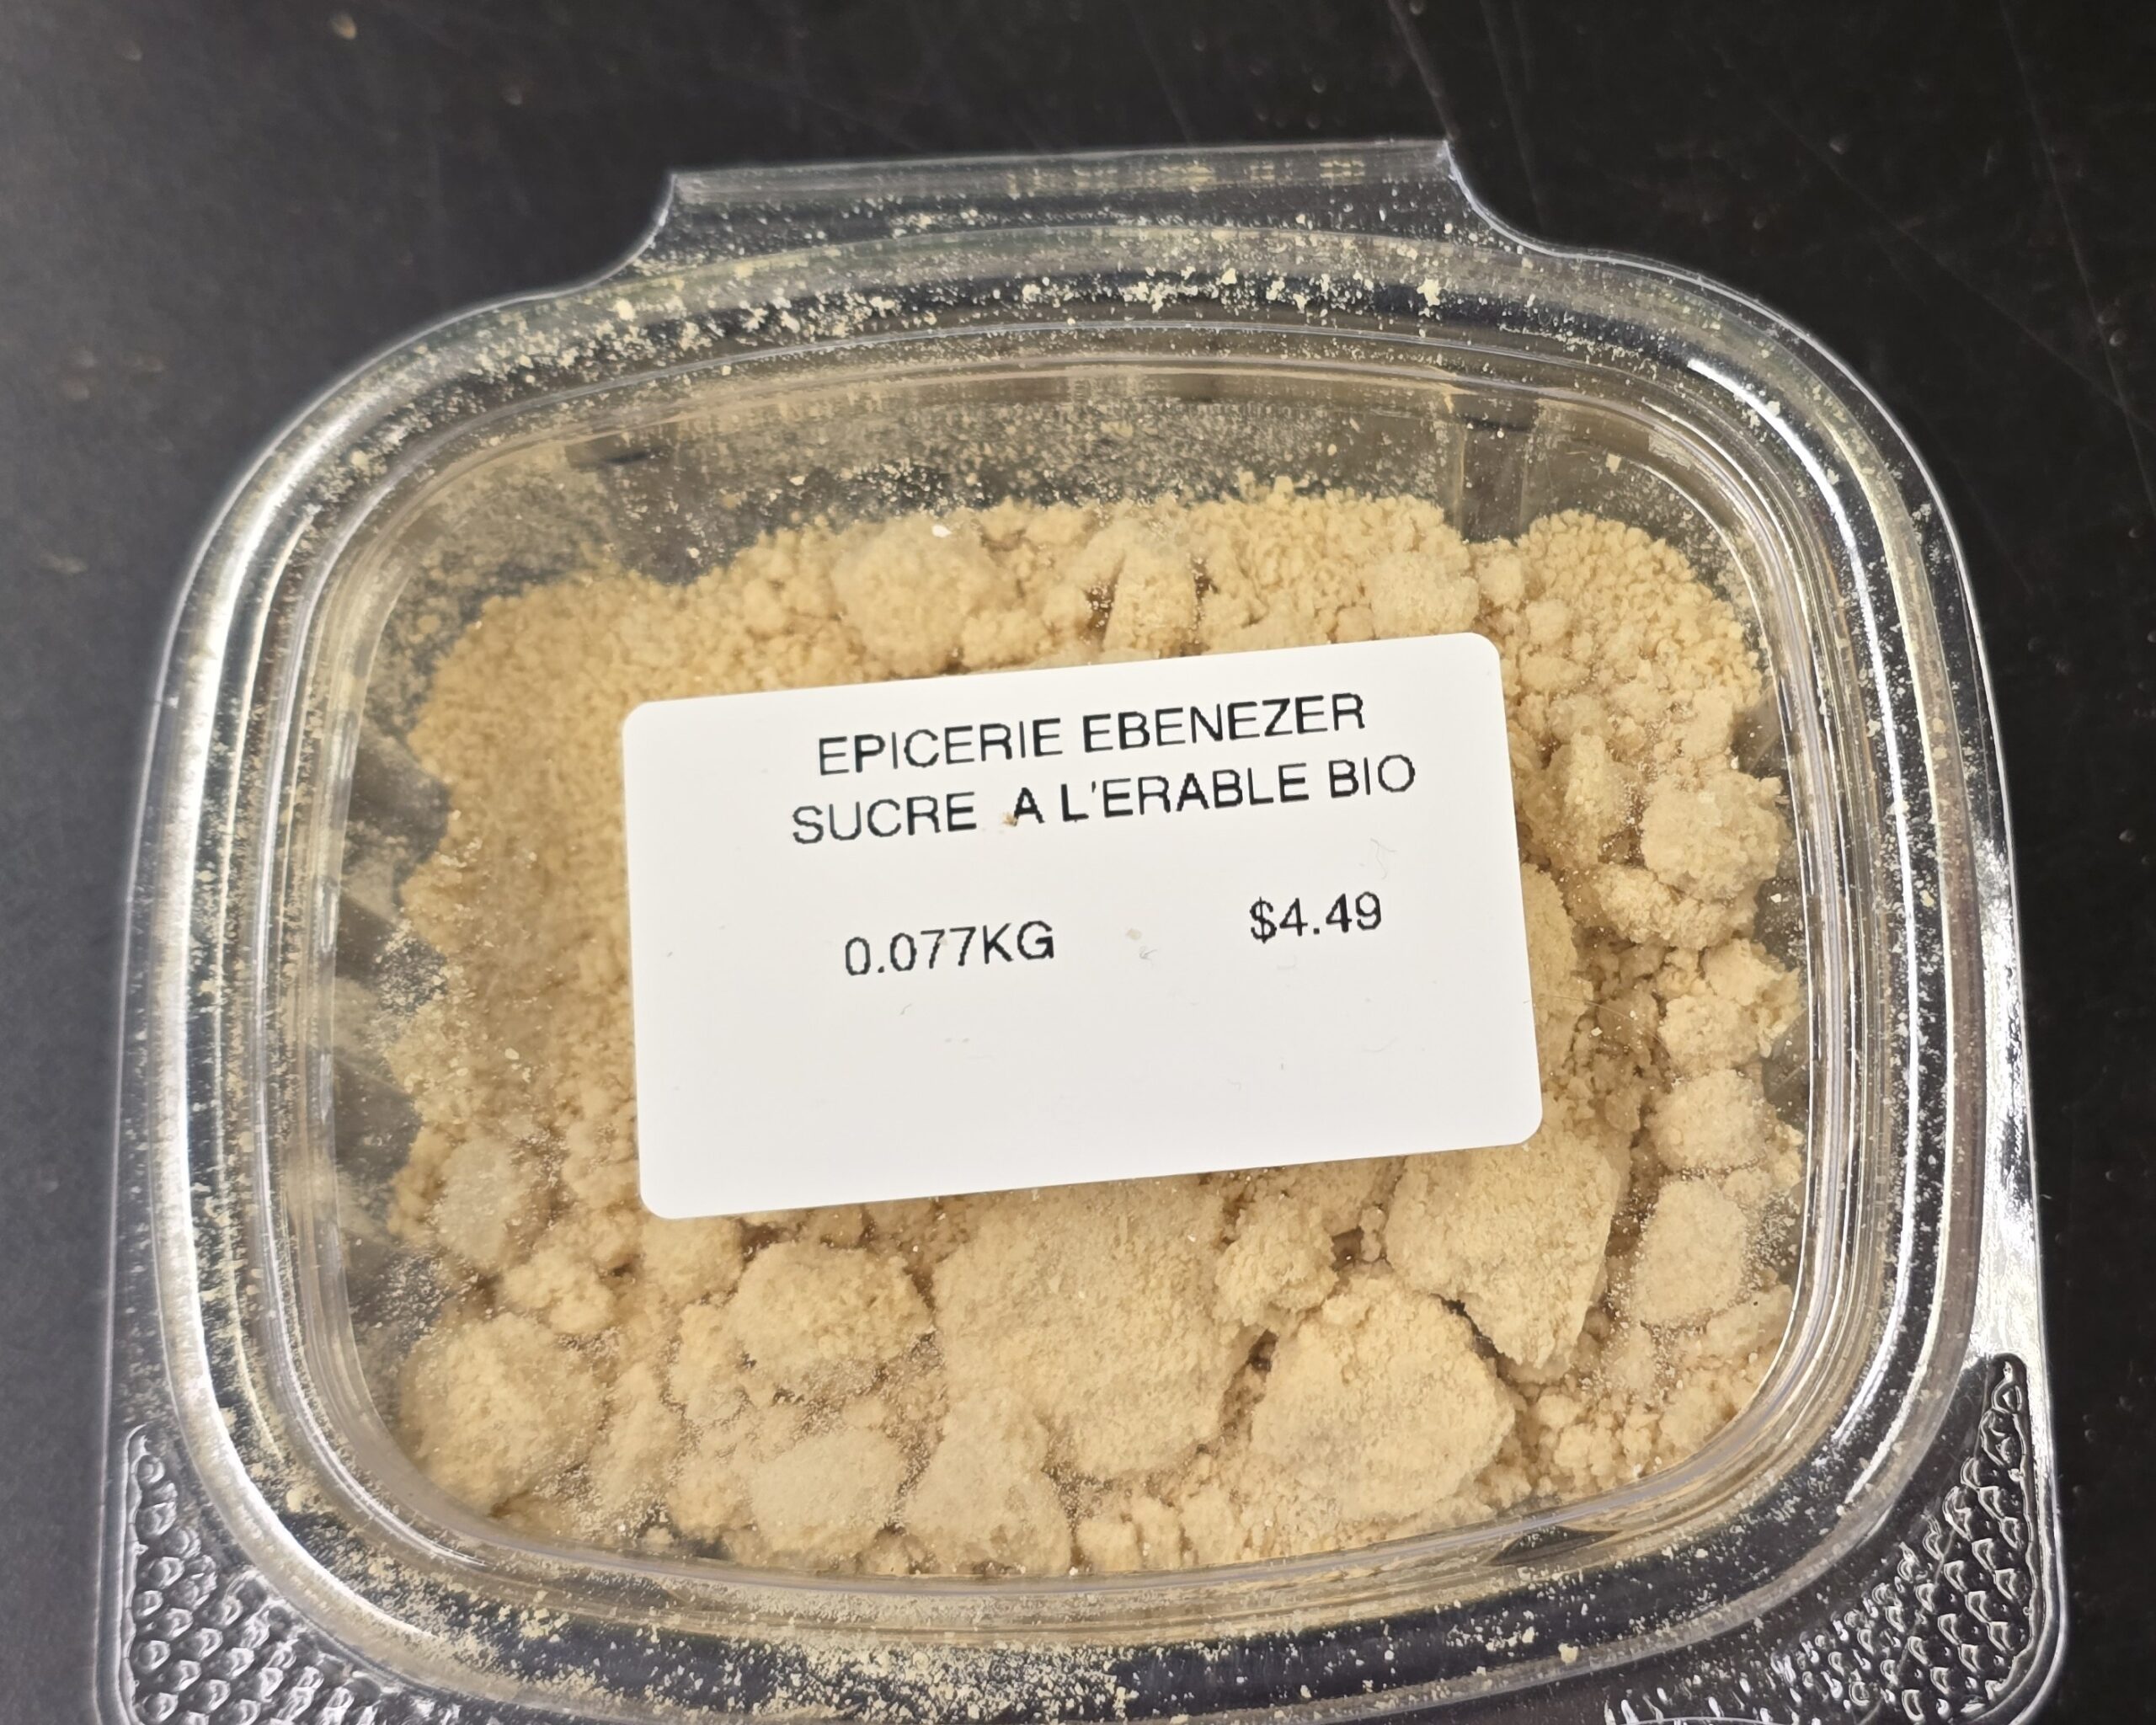 EPICERIE EBENEZER
SUCRE A L'ERABLE BIO
0.077KG $4.49